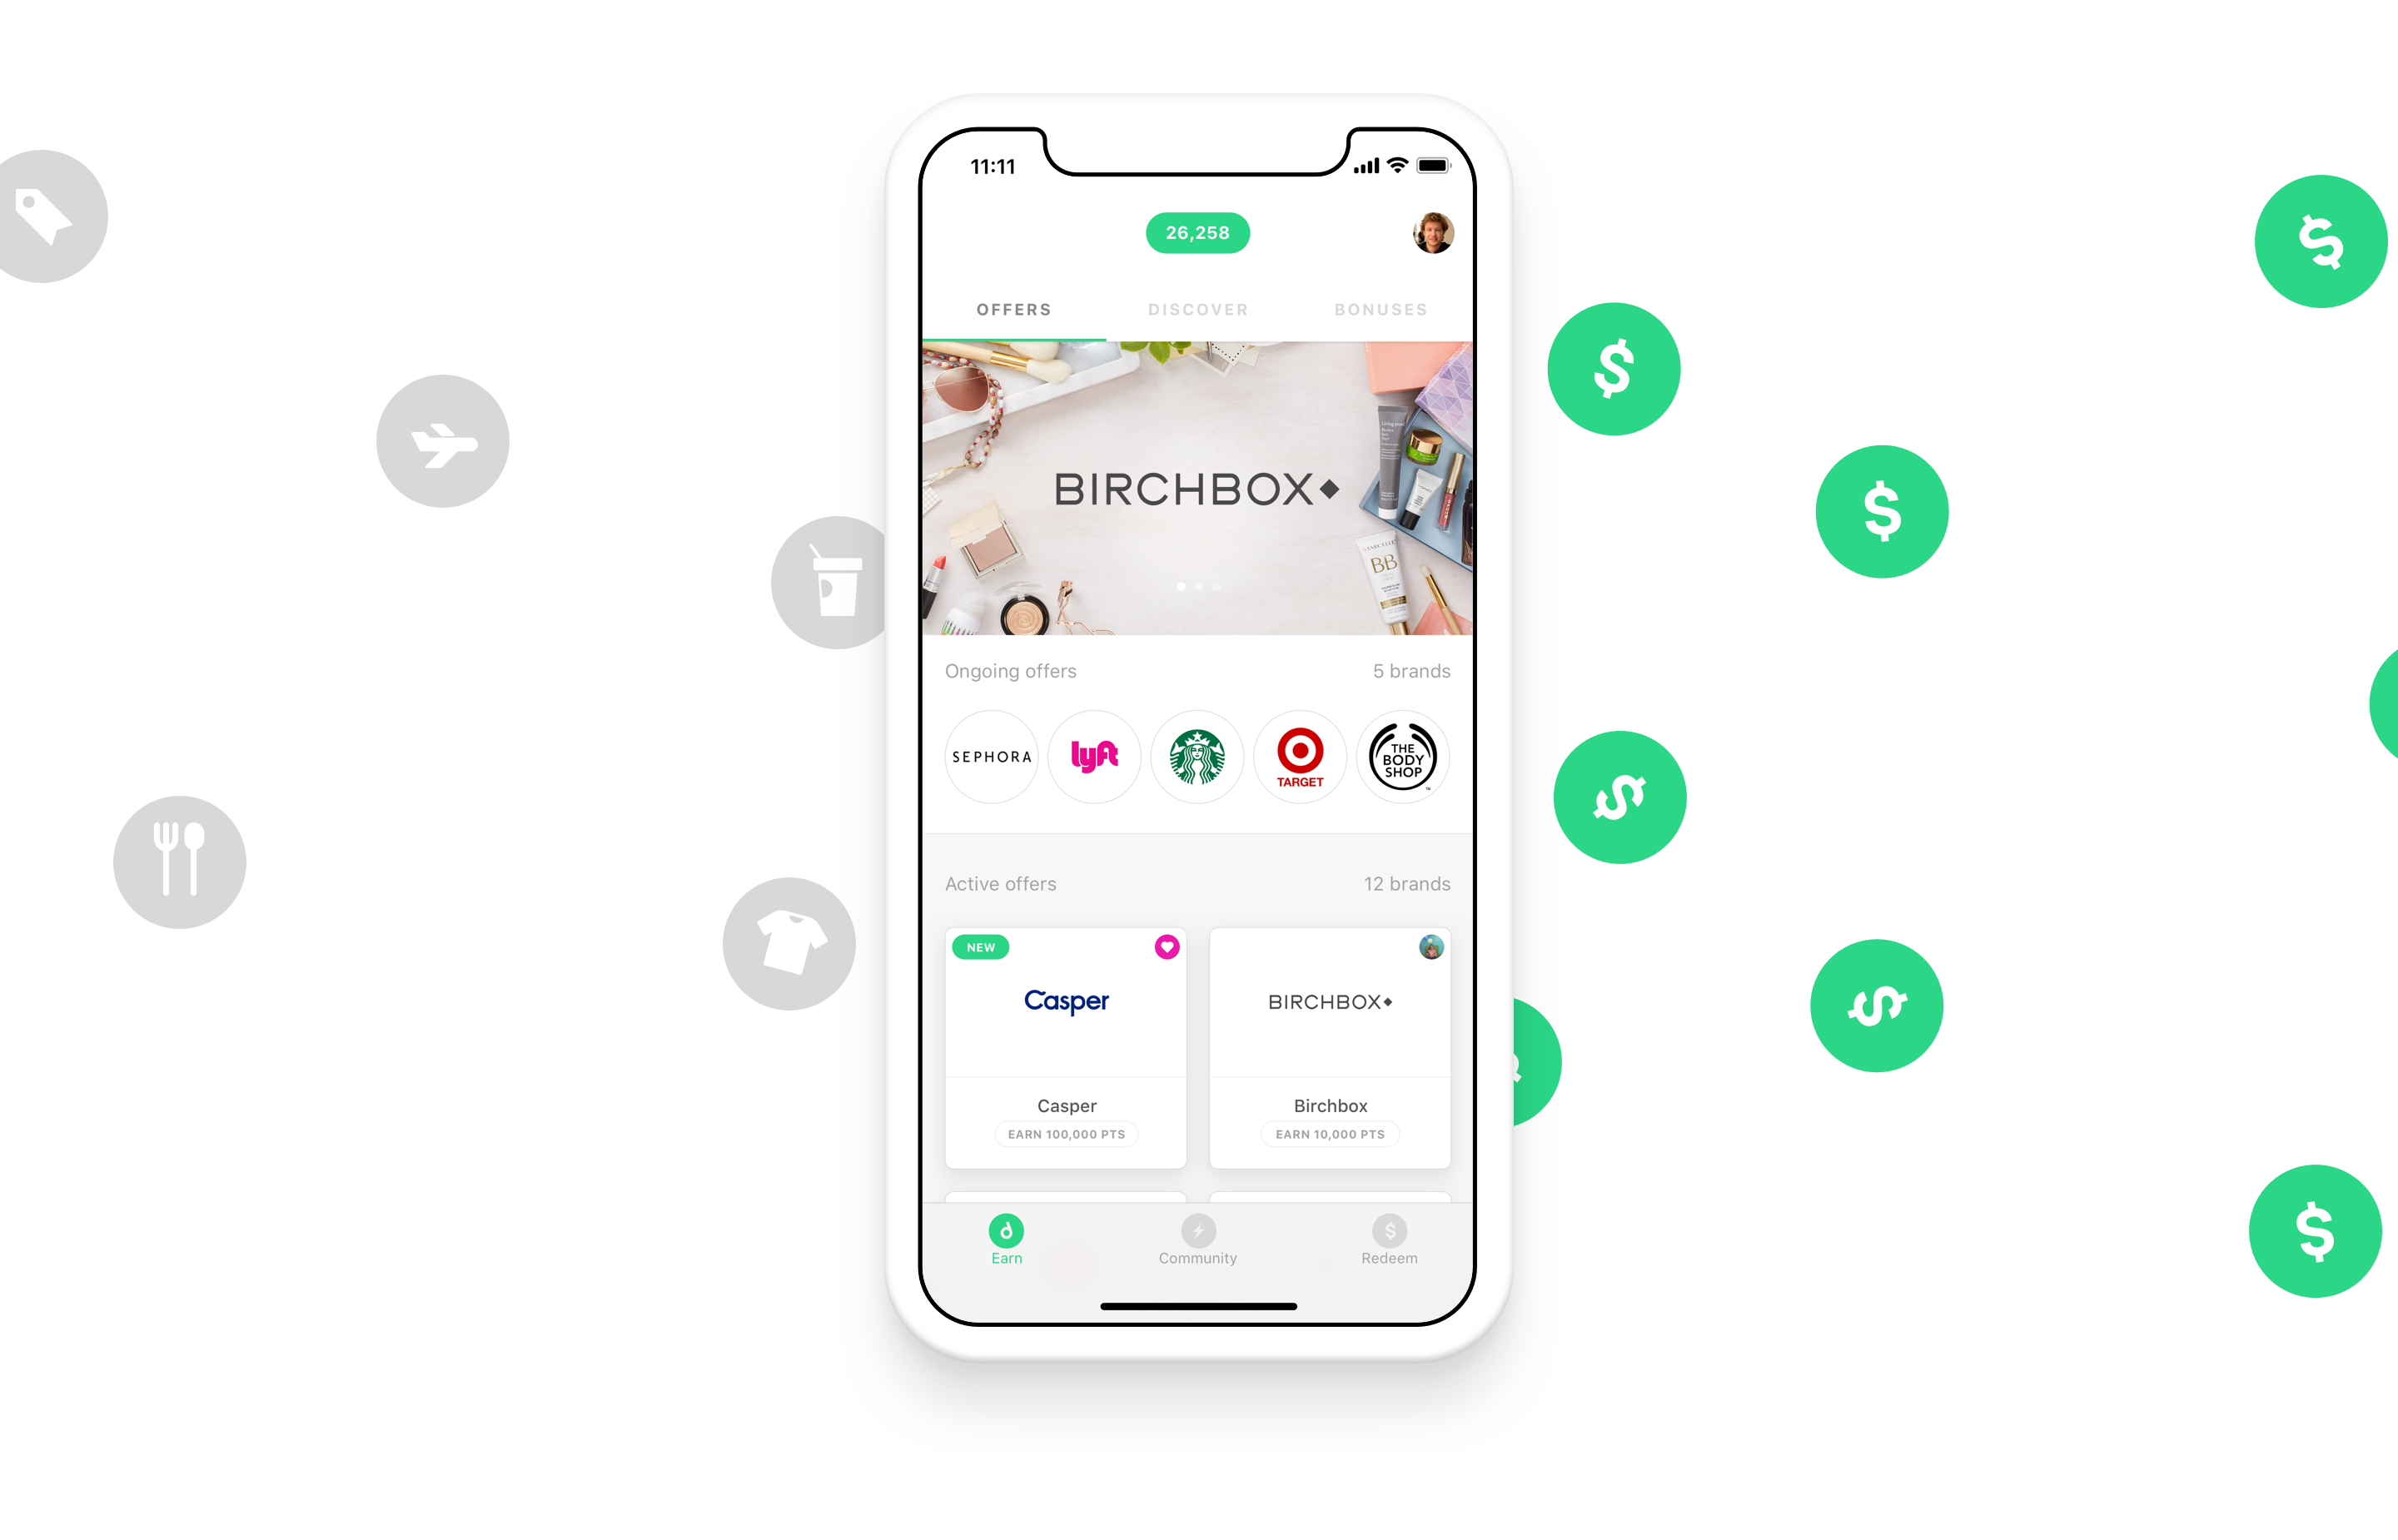 11:11
26,258
OFFERS DISCOVER BONUSES
BIRCHBOX
MARCELLE
BB
Ongoing offers 5 brands
SEPHORA
lyft
TARGET
THE
BODY
SHOP
Active offers 12 brands
NEW
Casper
BIRCHBOX
Casper
EARN 100,000 PTS
Birchbox
EARN 10,000 PTS
Earn Community Redeem